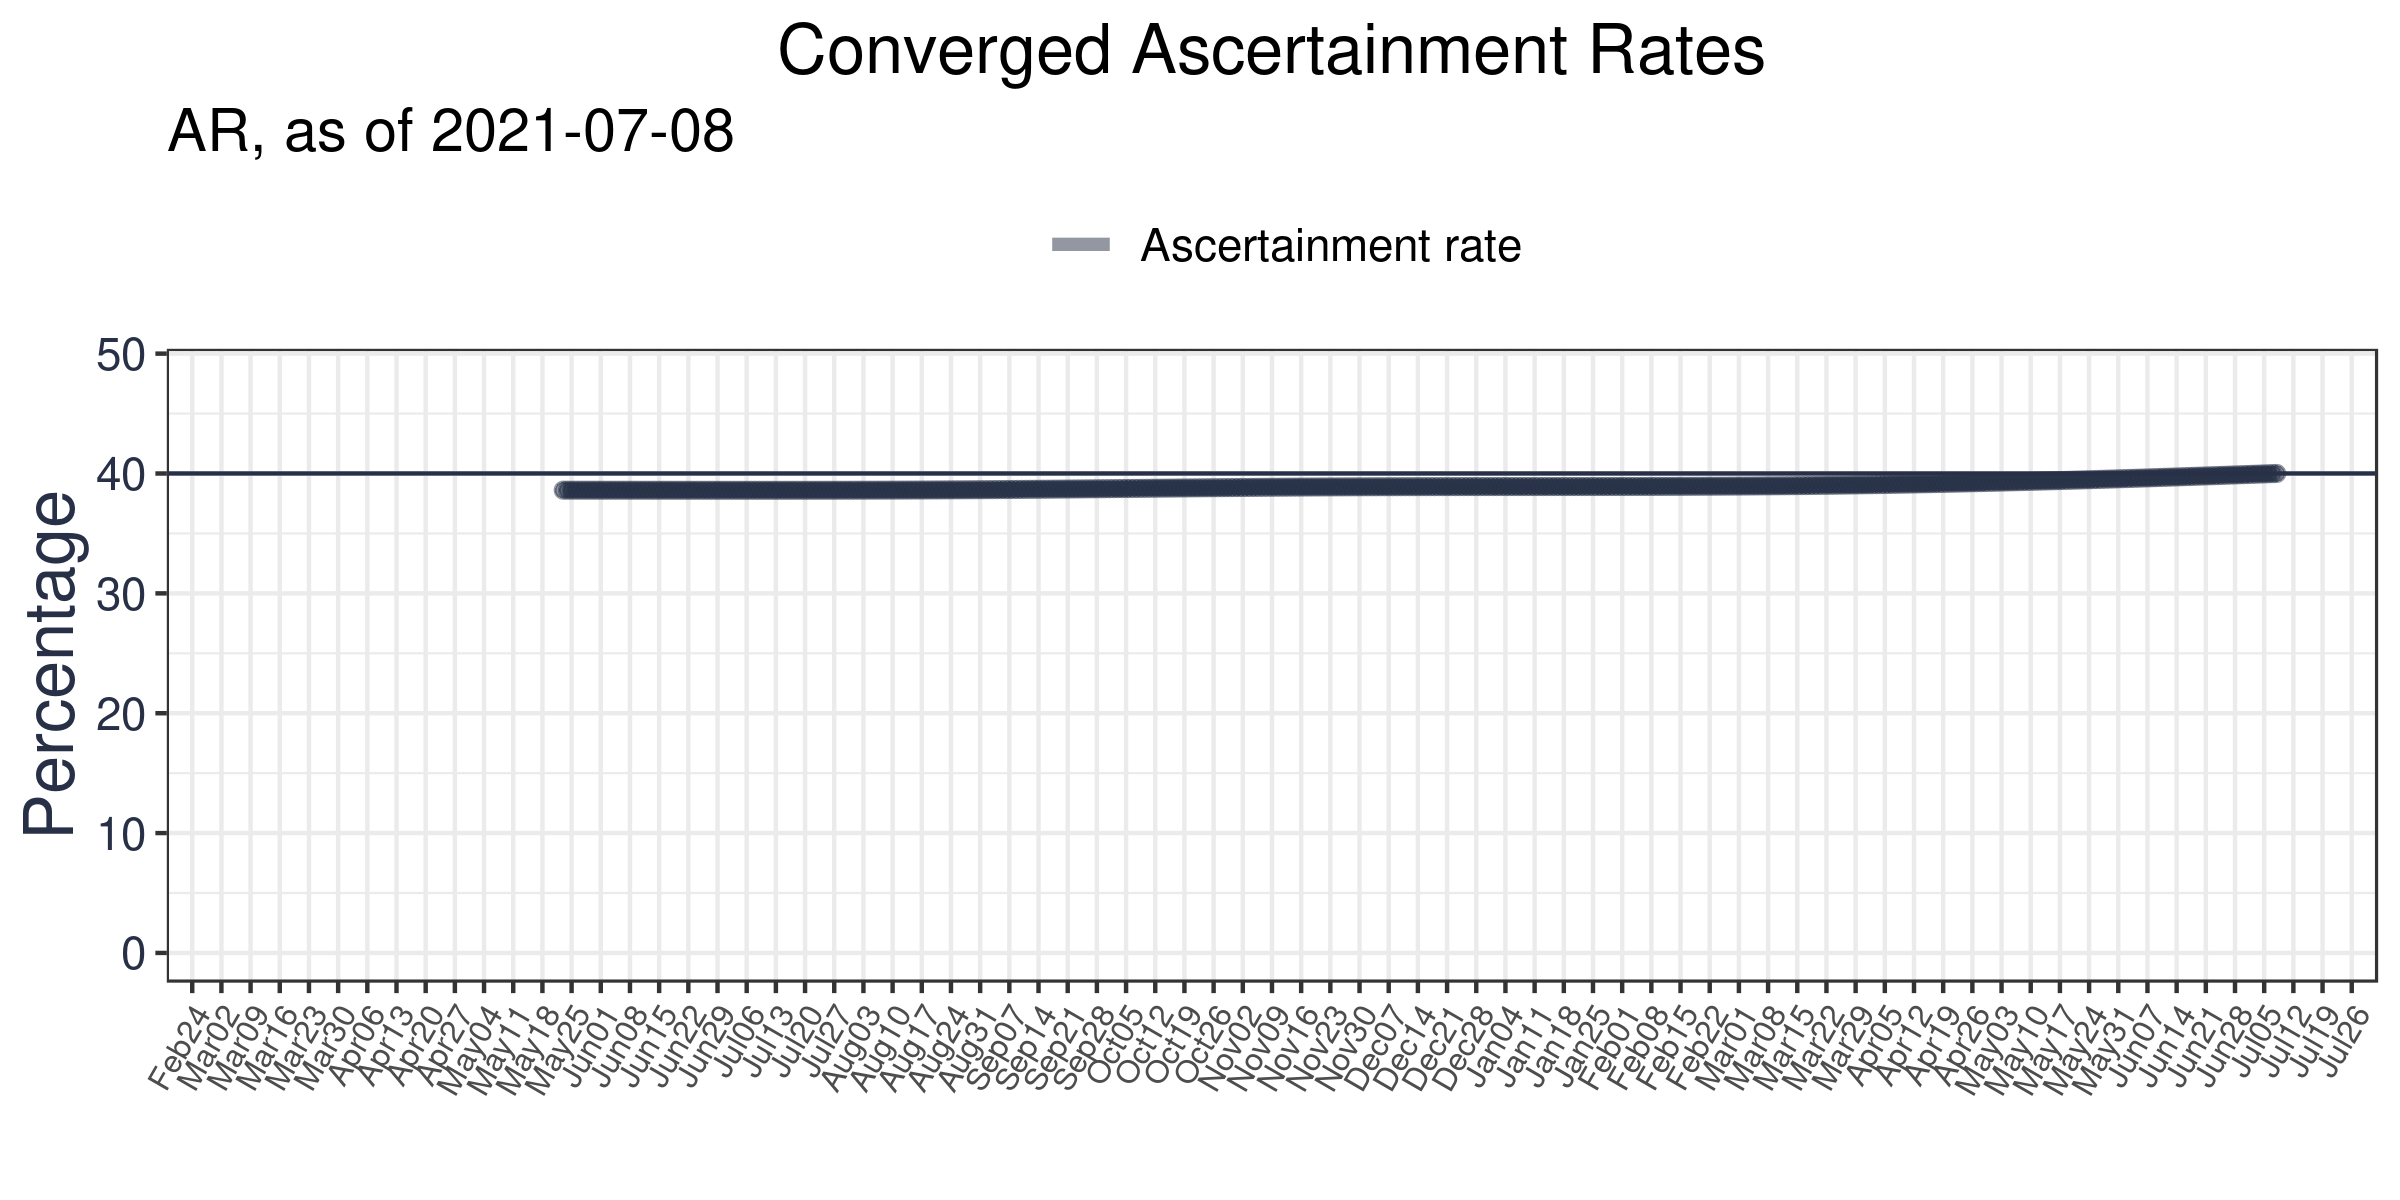 Converged Ascertainment Rates
AR, as of 2021-07-08
Ascertainment rate
Percentage
50
40
30
20
10
0
Feb24
Mar02
Mar09
Mar16
Mar23
Mar30
Apr06
Apr13
Apr20
Apr27
May04
May11
May18
May25
Jun01
Jun08
Jun15
Jun22
Jun29
Jul06
Jul13
Jul20
Jul27
Aug03
Aug10
Aug17
Aug24
Aug31
Sep07
Sep14
Sep21
Sep28
Oct05
Oct12
Oct19
Oct26
Nov02
Nov09
Nov16
Nov23
Nov30
Dec07
Dec14
Dec21
Dec28
Jan04
Jan11
Jan18
Jan25
Feb01
Feb08
Feb15
Feb22
Mar01
Mar08
Mar15
Mar22
Mar29
Apr05
Apr12
Apr19
Apr26
May03
May10
May17
May24
May31
Jun07
Jun14
Jun21
Jun28
Jul05
Jul12
Jul19
Jul26